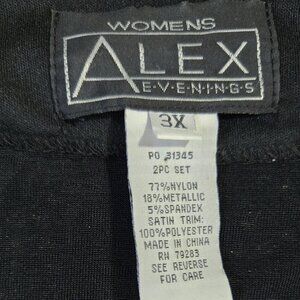 WOMENS
ALEX
E·V·E·N·I·N·G·S
3X
PO 31345
2PC SET
77%NYLON
18%METALLIC
5%SPANDEX
SATIN TRIM:
100%POLYESTER
MADE IN CHINA
RN 79283
SEE REVERSE
FOR CARE